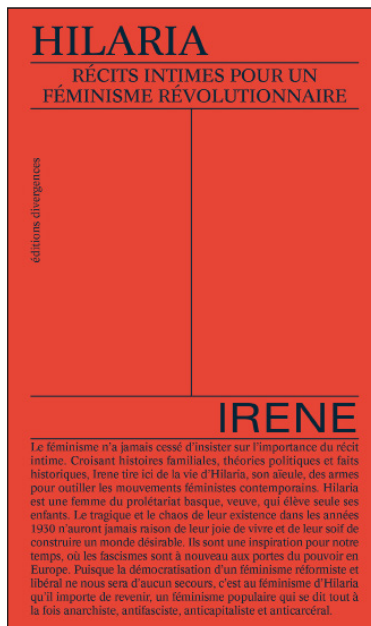 HILARIA
RÉCITS INTIMES POUR UN
FÉMINISME RÉVOLUTIONNAIRE
éditions divergences
IRENE
Le féminisme n'a jamais cessé d'insister sur l'importance du récit
intime. Croisant histoires familiales, théories politiques et faits
historiques, Irene tire ici de la vie d'Hilaria, son aïeule, des armes
pour outiller les mouvements féministes contemporains. Hilaria
est une femme du prolétariat basque, veuve, qui élève seule ses
enfants. Le tragique et le chaos de leur existence dans les années
1930 n'auront jamais raison de leur joie de vivre et de leur soif de
construire un monde désirable. Ils sont une inspiration pour notre
temps, où les fascismes sont à nouveau aux portes du pouvoir en
Europe. Puisque la démocratisation d'un féminisme réformiste et
libéral ne nous sera d'aucun secours, c'est au féminisme d'Hilaria
qu'il importe de revenir, un féminisme populaire qui se dit tout à
la fois anarchiste, antifasciste, anticapitaliste et anticarcéral.